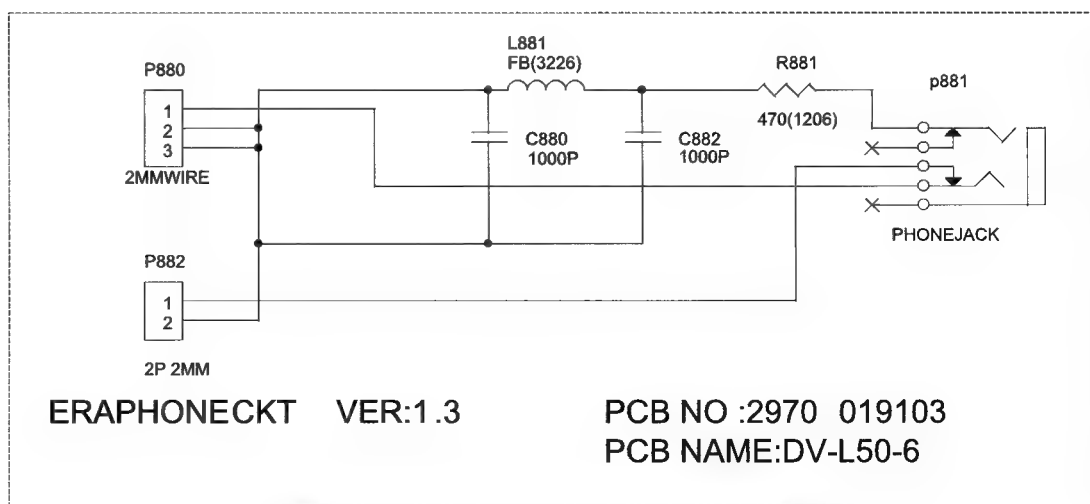 L881
FB(3226)
P880
1
2
3
2MMWIRE
C880
1000P
C882
1000P
R881
470(1206)
p881
PHONEJACK
P882
1
2
2P 2MM
ERAPHONECKT VER:1.3
PCB NO :2970 019103
PCB NAME:DV-L50-6